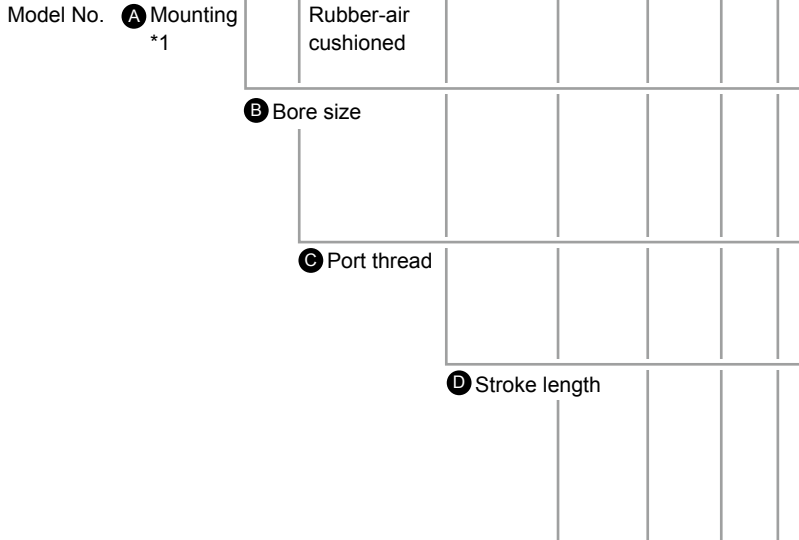 Model No. A Mounting
*1
Rubber-air
cushioned
B Bore size
C Port thread
D Stroke length